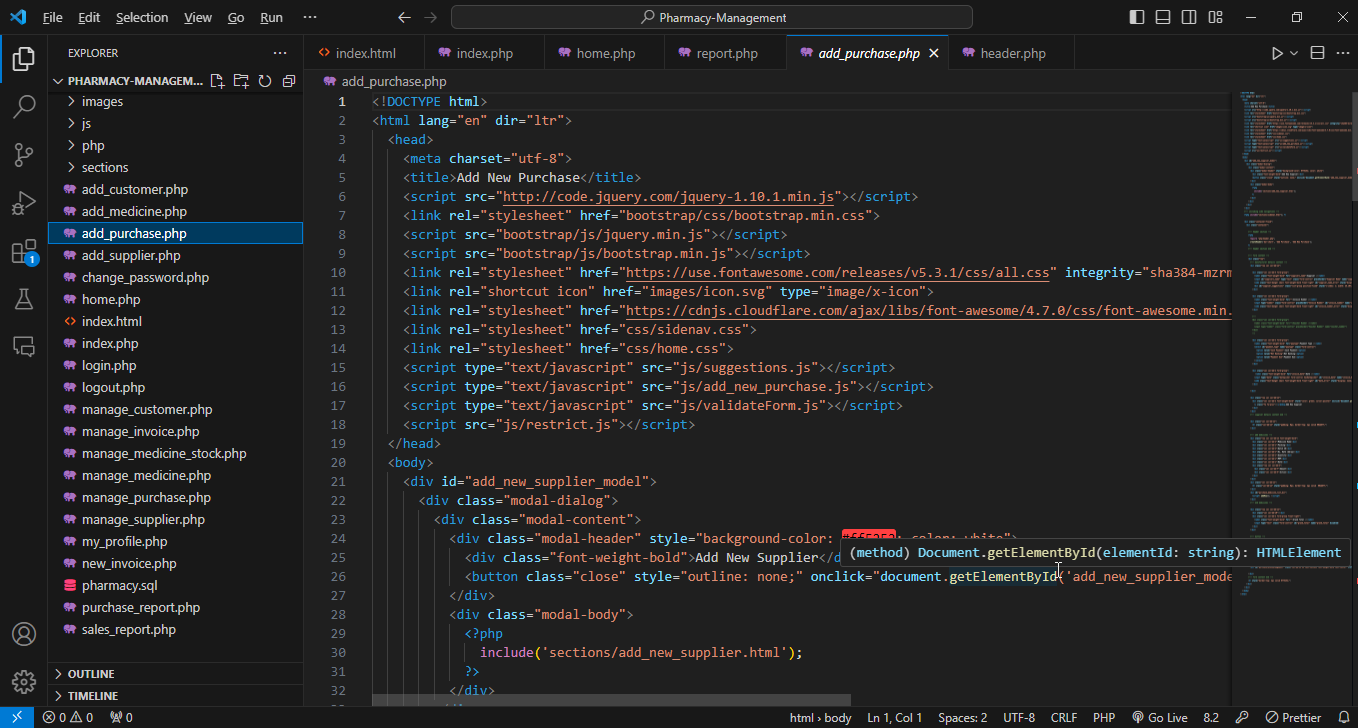 File Edit Selection View Go Run ··· Pharmacy-Management
EXPLORER ···
index.html index.php home.php report.php add_purchase.php header.php
PHARMACY-MANAGEM...
add_purchase.php
images
js
php
sections
add_customer.php
add_medicine.php
add_purchase.php
add_supplier.php
change_password.php
home.php
index.html
index.php
login.php
logout.php
manage_customer.php
manage_invoice.php
manage_medicine_stock.php
manage_medicine.php
manage_purchase.php
manage_supplier.php
my_profile.php
new_invoice.php
pharmacy.sql
purchase_report.php
sales_report.php
OUTLINE
TIMELINE
1
1 <!DOCTYPE html>
2 <html lang="en" dir="ltr">
3 <head>
4 <meta charset="utf-8">
5 <title>Add New Purchase</title>
6 <script src="http://code.jquery.com/jquery-1.10.1.min.js"></script>
7 <link rel="stylesheet" href="bootstrap/css/bootstrap.min.css">
8 <script src="bootstrap/js/jquery.min.js"></script>
9 <script src="bootstrap/js/bootstrap.min.js"></script>
10 <link rel="stylesheet" href="https://use.fontawesome.com/releases/v5.3.1/css/all.css" integrity="sha384-mzrm
11 <link rel="shortcut icon" href="images/icon.svg" type="image/x-icon">
12 <link rel="stylesheet" href="https://cdnjs.cloudflare.com/ajax/libs/font-awesome/4.7.0/css/font-awesome.min.
13 <link rel="stylesheet" href="css/sidenav.css">
14 <link rel="stylesheet" href="css/home.css">
15 <script type="text/javascript" src="js/suggestions.js"></script>
16 <script type="text/javascript" src="js/add_new_purchase.js"></script>
17 <script type="text/javascript" src="js/validateForm.js"></script>
18 <script src="js/restrict.js"></script>
19 </head>
20 <body>
21 <div id="add_new_supplier_model">
22 <div class="modal-dialog">
23 <div class="modal-content">
24 <div class="modal-header" style="background-color: color: white">
(method) Document.getElementById(elementId: string): HTMLElement
25 <div class="font-weight-bold">Add New Supplier</d
26 <button class="close" style="outline: none;" onclick="document.getElementById('add_new_supplier_mode
27 </div>
28 <div class="modal-body">
29 <?php
30 include('sections/add_new_supplier.html');
31 ?>
32 </div>
0 0 0 html › body Ln 1, Col 1 Spaces: 2 UTF-8 CRLF PHP Go Live 8.2 Prettier